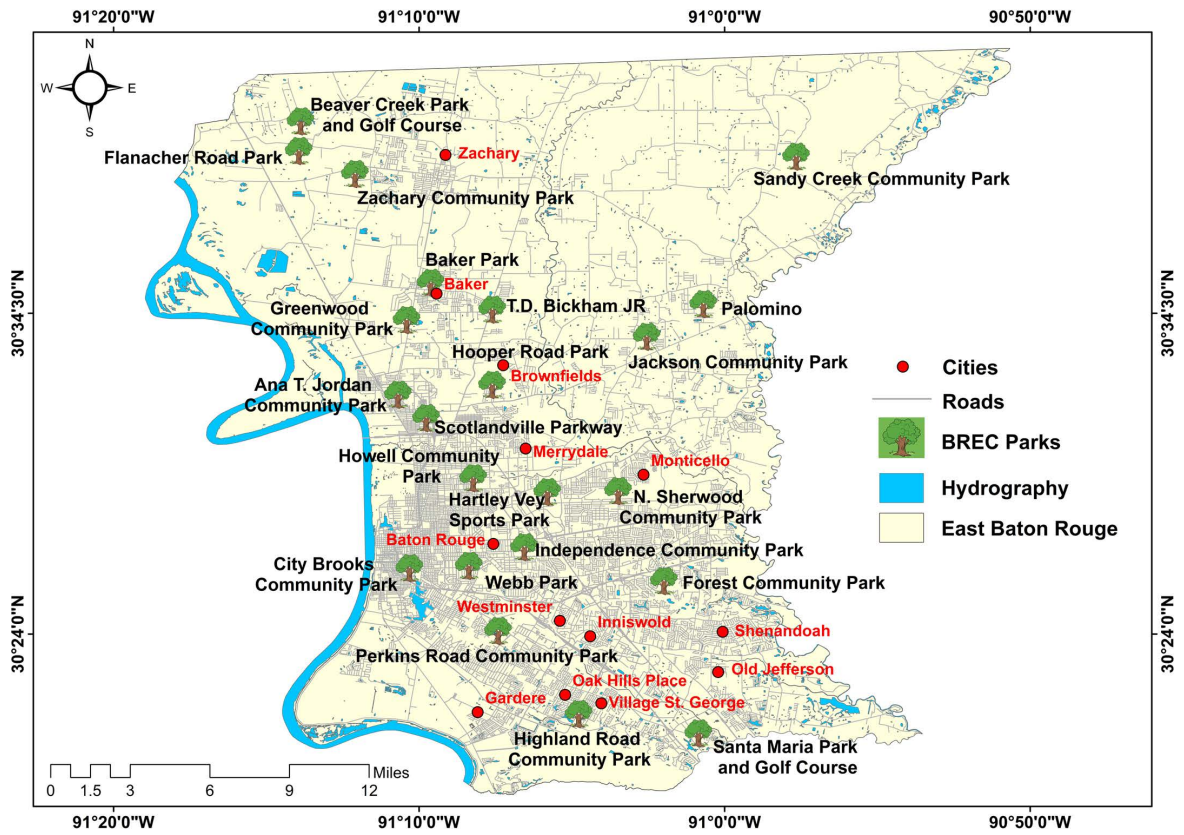 91°20'0"W
91°10'0"W
91°0'0"W
90°50'0"W
N
W
E
S
Beaver Creek Park
and Golf Course
Flanacher Road Park
Zachary
Zachary Community Park
Sandy Creek Community Park
Baker Park
Baker
30°34'30"N
30°34'30"N
Greenwood
Community Park
T.D. Bickham JR
Palomino
Hooper Road Park
Jackson Community Park
Brownfields
Ana T. Jordan
Community Park
Scotlandville Parkway
Howell Community
Park
Merrydale
Monticello
Hartley Vey
Sports Park
N. Sherwood
Community Park
Baton Rouge
Independence Community Park
City Brooks
Community Park
Webb Park
Forest Community Park
Westminster
Inniswold
Shenandoah
30°24'0"N
30°24'0"N
Perkins Road Community Park
Old Jefferson
Oak Hills Place
Gardere
Village St. George
Highland Road
Community Park
Santa Maria Park
and Golf Course
Cities
Roads
BREC Parks
Hydrography
East Baton Rouge
Miles
0 1.5 3 6 9 12
91°20'0"W
91°10'0"W
91°0'0"W
90°50'0"W